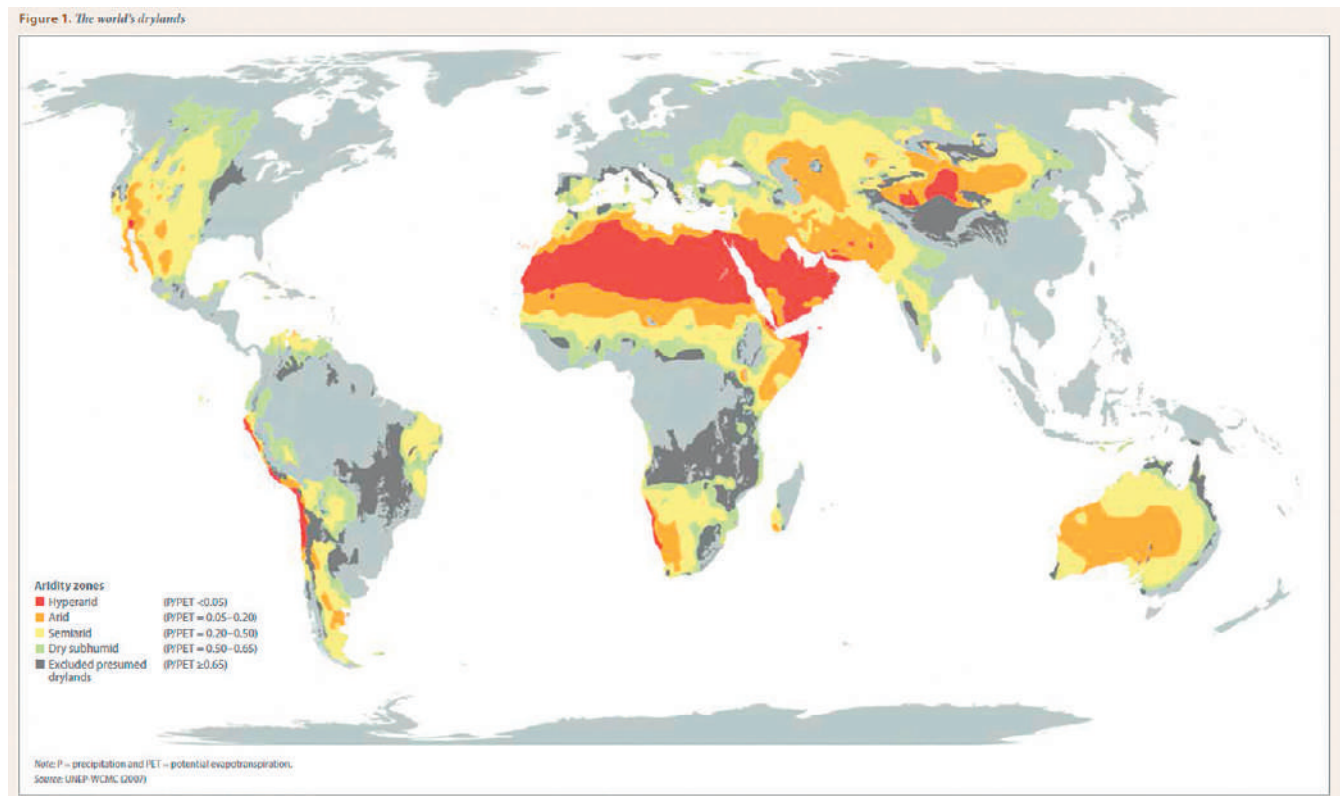 Figure 1. The world's drylands
Aridity zones
Hyperarid (P/PET <0.05)
Arid (P/PET = 0.05–0.20)
Semiarid (P/PET = 0.20–0.50)
Dry subhumid (P/PET = 0.50–0.65)
Excluded presumed (P/PET ≥0.65)
drylands
Note: P = precipitation and PET = potential evapotranspiration.
Source: UNEP-WCMC (2007)